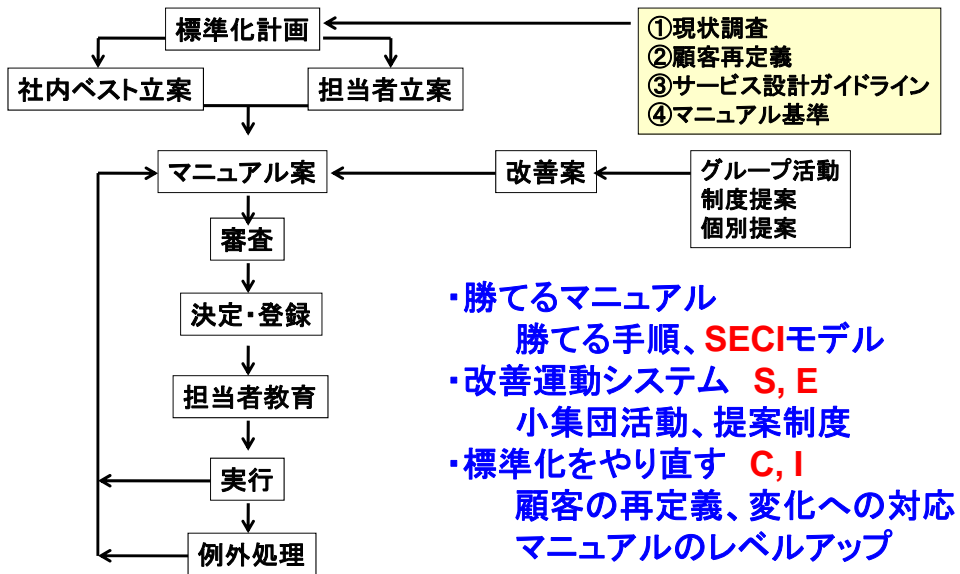 標準化計画
①現状調査
②顧客再定義
③サービス設計ガイドライン
④マニュアル基準
社内ベスト立案
担当者立案
マニュアル案
改善案
グループ活動
制度提案
個別提案
審査
決定・登録
担当者教育
実行
例外処理
・勝てるマニュアル
勝てる手順、SECIモデル
・改善運動システム S, E
小集団活動、提案制度
・標準化をやり直す C, I
顧客の再定義、変化への対応
マニュアルのレベルアップ